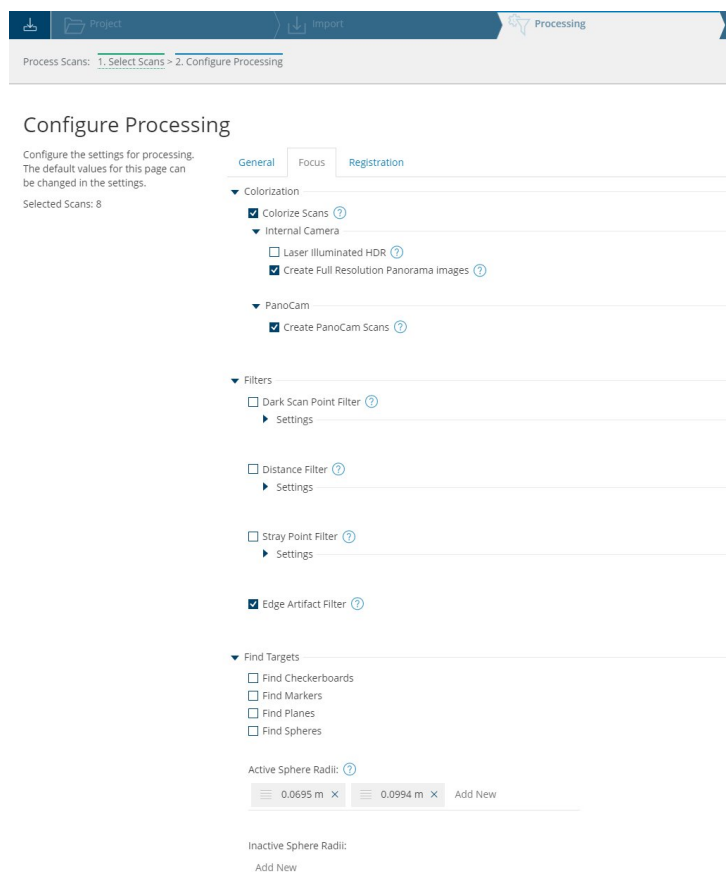 Project
Import
Processing
Process Scans: 1. Select Scans > 2. Configure Processing
Configure Processing
Configure the settings for processing.
The default values for this page can
be changed in the settings.
Selected Scans: 8
General Focus Registration
Colorization
Colorize Scans ?
Internal Camera
Laser Illuminated HDR ?
Create Full Resolution Panorama images ?
PanoCam
Create PanoCam Scans ?
Filters
Dark Scan Point Filter ?
Settings
Distance Filter ?
Settings
Stray Point Filter ?
Settings
Edge Artifact Filter ?
Find Targets
Find Checkerboards
Find Markers
Find Planes
Find Spheres
Active Sphere Radii: ?
0.0695 m × 0.0994 m × Add New
Inactive Sphere Radii:
Add New